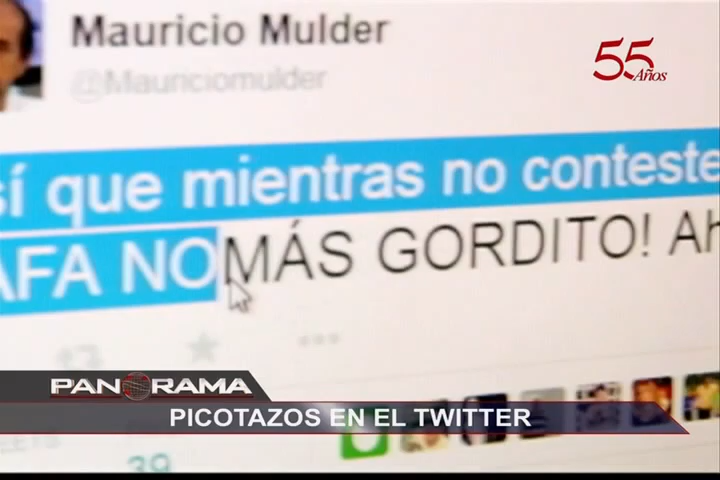 Mauricio Mulder
@Mauriciomulder
55
Años
sí que mientras no conteste
AFA NO MÁS GORDITO! Ah
PANORAMA
PICOTAZOS EN EL TWITTER
39